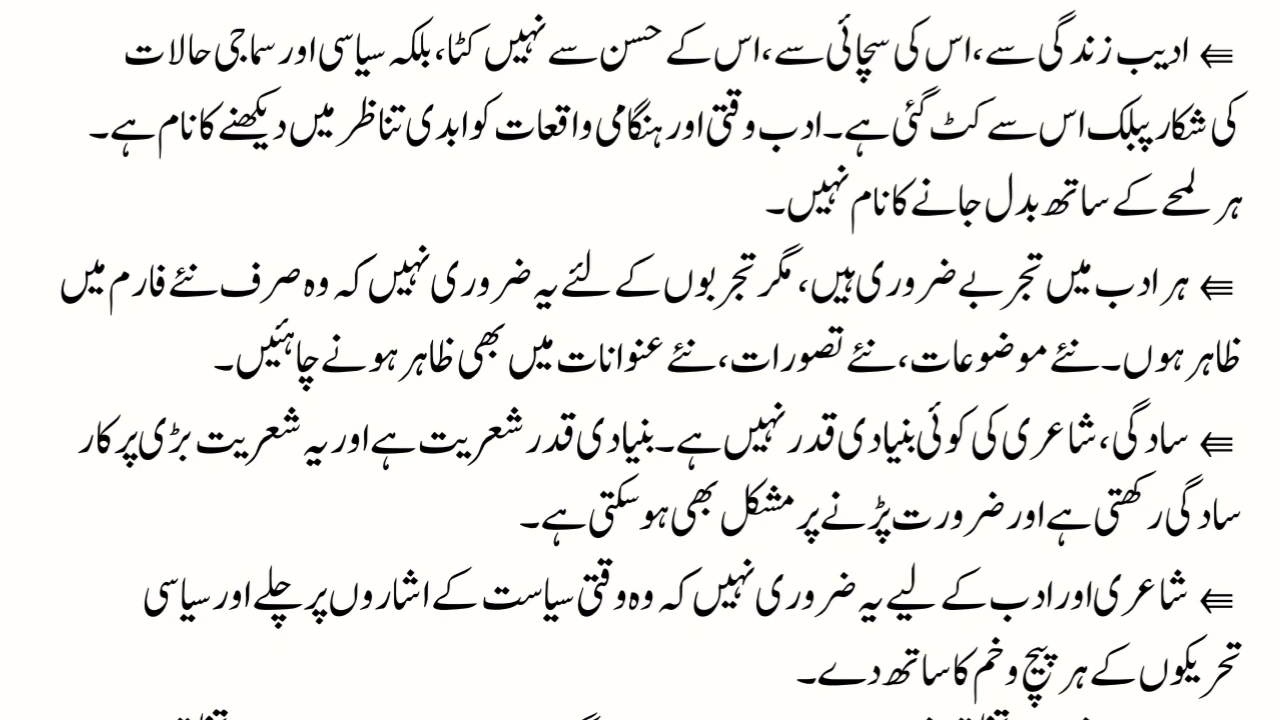 ⇚ ادیب زندگی سے، اس کی سچائی سے، اس کے حسن سے نہیں کٹا، بلکہ سیاسی اور سماجی حالات
کی شکار پبلک اس سے کٹ گئی ہے۔ ادب وقتی اور ہنگامی واقعات کو ابدی تناظر میں دیکھنے کا نام ہے۔
ہر لمحے کے ساتھ بدل جانے کا نام نہیں۔
⇚ ہر ادب میں تجربے ضروری ہیں، مگر تجربوں کے لئے یہ ضروری نہیں کہ وہ صرف نئے فارم میں
ظاہر ہوں۔ نئے موضوعات، نئے تصورات، نئے عنوانات میں بھی ظاہر ہونے چاہئیں۔
⇚ سادگی، شاعری کی کوئی بنیادی قدر نہیں ہے۔ بنیادی قدر شعریت ہے اور یہ شعریت بڑی پرکار
سادگی رکھتی ہے اور ضرورت پڑنے پر مشکل بھی ہو سکتی ہے۔
⇚ شاعری اور ادب کے لیے یہ ضروری نہیں کہ وہ وقتی سیاست کے اشاروں پر چلے اور سیاسی
تحریکوں کے ہر پیچ و خم کا ساتھ دے۔